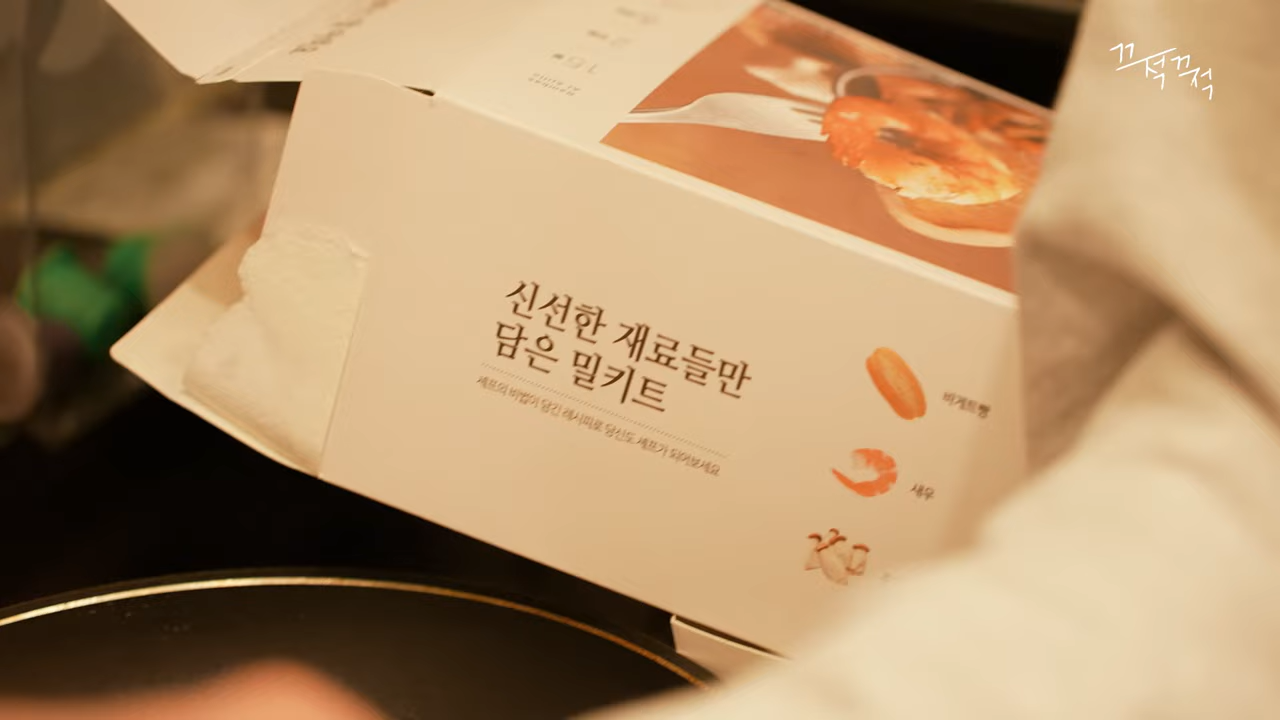 끄적끄적
신선한 재료들만
담은 밀키트
셰프의 비법이 담긴 레시피로 당신도 셰프가 되어보세요
바게트빵
새우